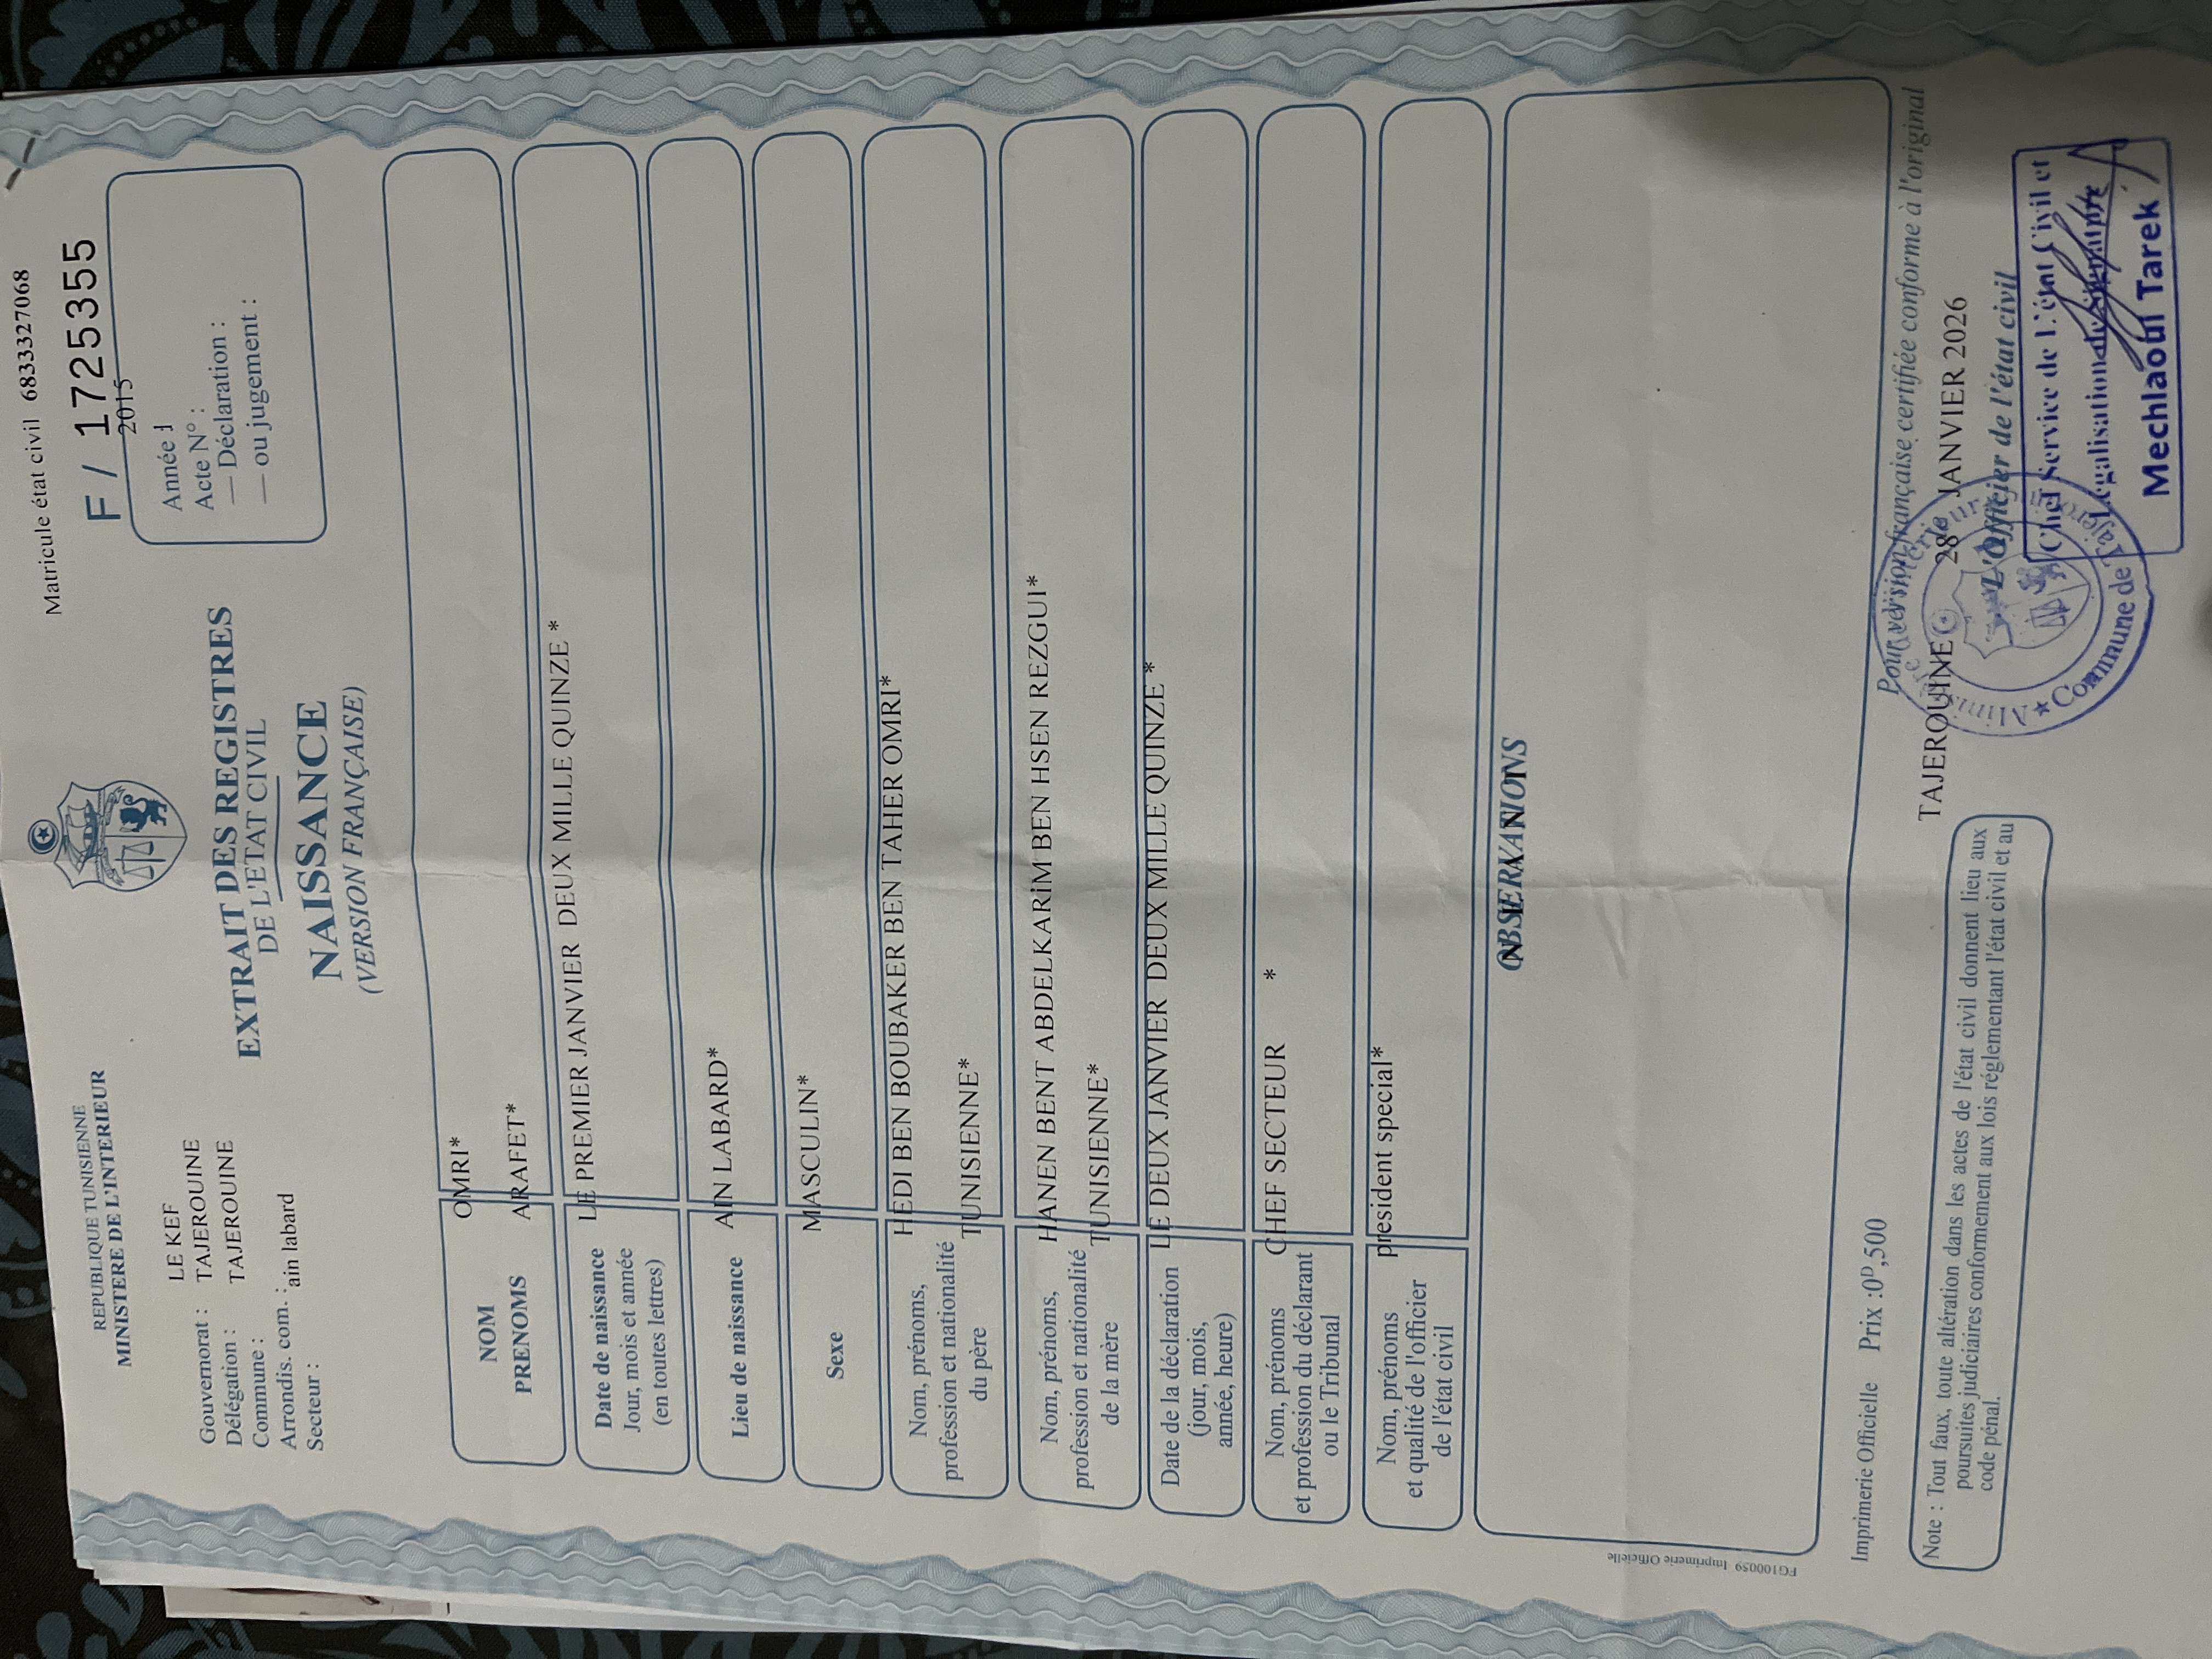 REPUBLIQUE TUNISIENNE
MINISTERE DE L'INTERIEUR
Matricule état civil 6833327068
F / 1725355
2015
Gouvernorat : LE KEF
Délégation : TAJEROUINE
Commune : TAJEROUINE
Arrondis. com. :
Secteur : ain labard
Année 1
Acte N° :
— Déclaration :
— ou jugement :
EXTRAIT DES REGISTRES
DE L'ETAT CIVIL
NAISSANCE
(VERSION FRANÇAISE)
NOM OMRI*
PRENOMS ARAFET*
Date de naissance LE PREMIER JANVIER DEUX MILLE QUINZE *
Jour, mois et année
(en toutes lettres)
Lieu de naissance AIN LABARD*
Sexe MASCULIN*
Nom, prénoms, HEDI BEN BOUBAKER BEN TAHER OMRI*
profession et nationalité
du père TUNISIENNE*
Nom, prénoms, HANEN BENT ABDELKARiM BEN HSEN REZGUI*
profession et nationalité
de la mère TUNISIENNE*
Date de la déclaration LE DEUX JANVIER DEUX MILLE QUINZE *
(jour, mois,
année, heure)
Nom, prénoms CHEF SECTEUR *
et profession du déclarant
ou le Tribunal
Nom, prénoms president special*
et qualité de l'officier
de l'état civil
OBSERVATIONS
FG100059 Imprimerie Officielle
Imprimerie Officielle Prix :0D,500
Pour version française certifiée conforme à l'original
TAJEROUINE 28e JANVIER 2026
L'Officier de l'état civil
Chef Service de L'état Civil et
Légalisation de Signature
Mechlaoui Tarek
★ Commune de Tajerouine
Note : Tout faux, toute altération dans les actes de l'état civil donnent lieu aux
poursuites judiciaires conformement aux lois réglementant l'état civil et au
code pénal.